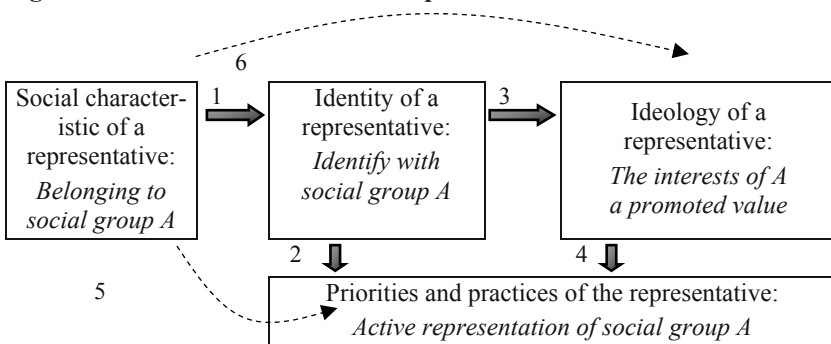 6
Social character-
istic of a
representative:
Belonging to
social group A
1
Identity of a
representative:
Identify with
social group A
3
Ideology of a
representative:
The interests of A
a promoted value
2
4
5
Priorities and practices of the representative:
Active representation of social group A